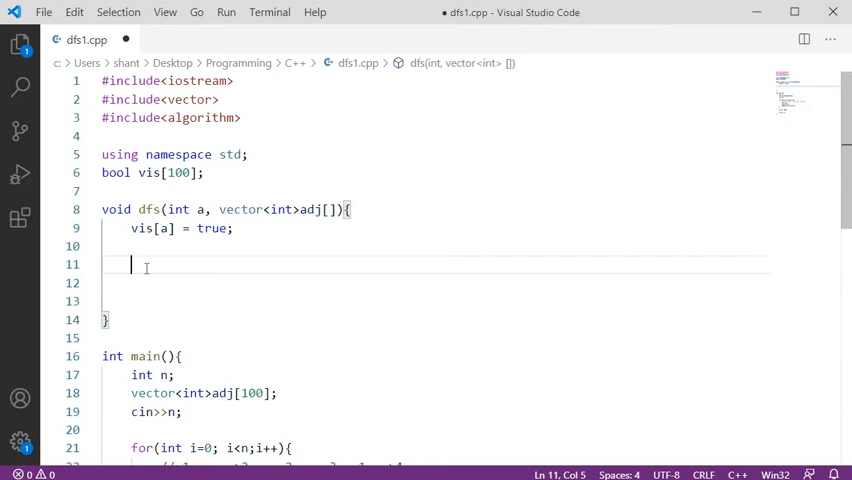 File Edit Selection View Go Run Terminal Help ● dfs1.cpp - Visual Studio Code
dfs1.cpp ●
c: > Users > shant > Desktop > Programming > C++ > dfs1.cpp > dfs(int, vector<int> [])
1 #include<iostream>
2 #include<vector>
3 #include<algorithm>
4
5 using namespace std;
6 bool vis[100];
7
8 void dfs(int a, vector<int>adj[]){
9 vis[a] = true;
10
11
12
13
14 }
15
16 int main(){
17 int n;
18 vector<int>adj[100];
19 cin>>n;
20
21 for(int i=0; i<n;i++){
1
1
0 0 Ln 11, Col 5 Spaces: 4 UTF-8 CRLF C++ Win32